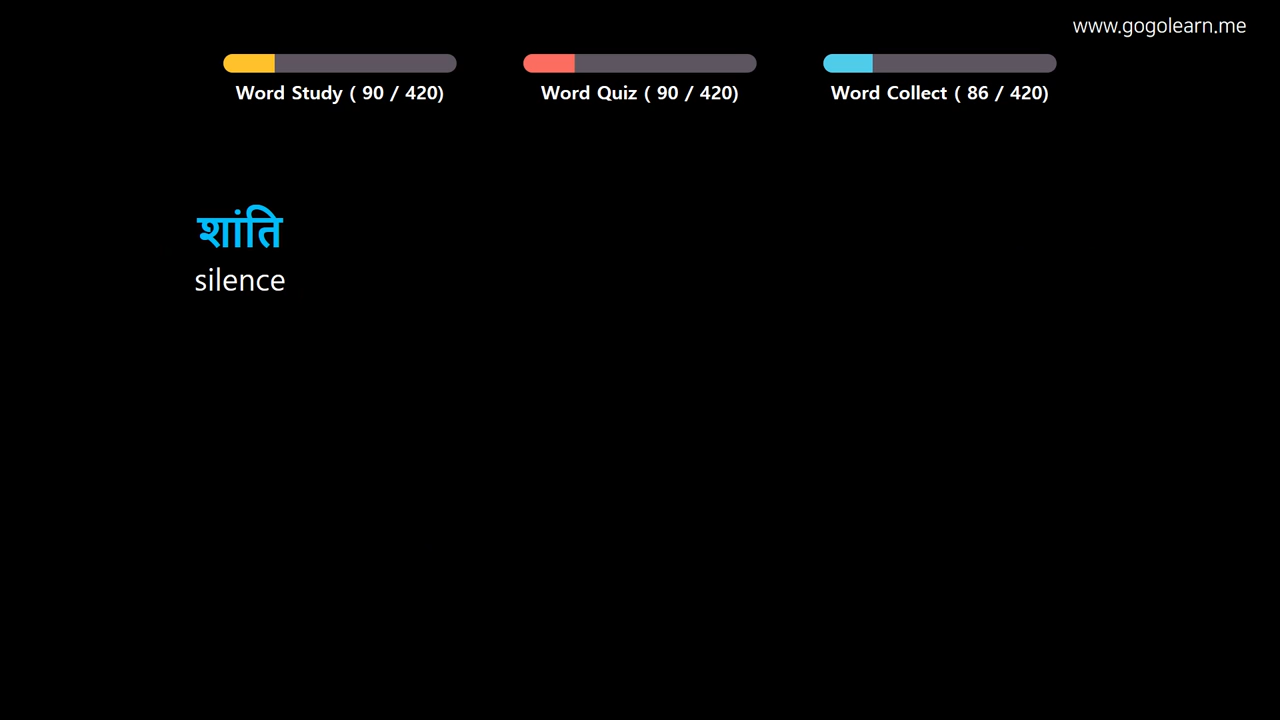 www.gogolearn.me
Word Study ( 90 / 420)
Word Quiz ( 90 / 420)
Word Collect ( 86 / 420)
शांति
silence